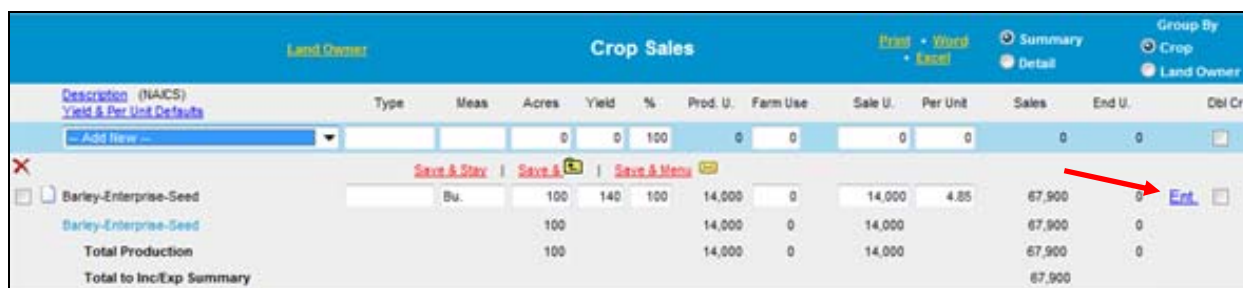 Land Owner Crop Sales Print • Word • Excel Summary Detail Group By Crop Land Owner
Description (NAICS)
Yield & Per Unit Defaults Type Meas Acres Yield % Prod. U. Farm Use Sale U. Per Unit Sales End U. Dbl Cr
-- Add New -- 0 0 100 0 0 0 0 0 0
Save & Stay | Save & | Save & Menu
Barley-Enterprise-Seed Bu. 100 140 100 14,000 0 14,000 4.85 67,900 0 Ent.
Barley-Enterprise-Seed 100 14,000 0 14,000 67,900 0
Total Production 100 14,000 0 14,000 67,900 0
Total to Inc/Exp Summary 67,900